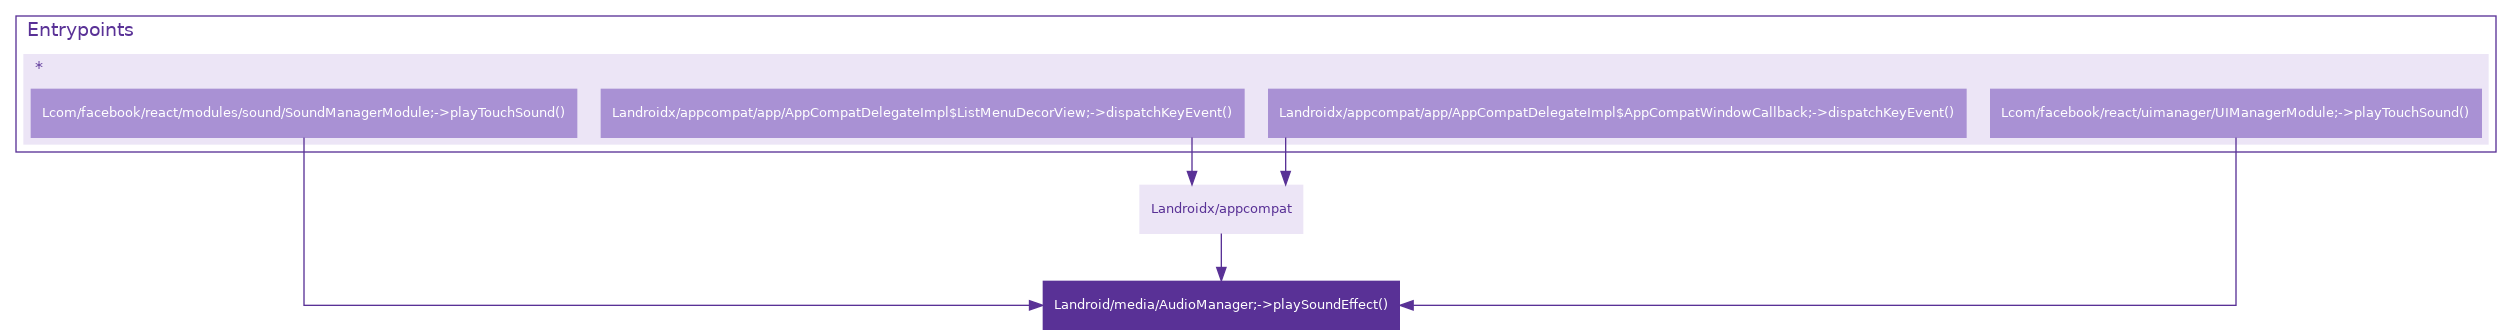 Entrypoints
*
Lcom/facebook/react/modules/sound/SoundManagerModule;->playTouchSound()
Landroidx/appcompat/app/AppCompatDelegateImpl$ListMenuDecorView;->dispatchKeyEvent()
Landroidx/appcompat/app/AppCompatDelegateImpl$AppCompatWindowCallback;->dispatchKeyEvent()
Lcom/facebook/react/uimanager/UIManagerModule;->playTouchSound()
Landroidx/appcompat
Landroid/media/AudioManager;->playSoundEffect()